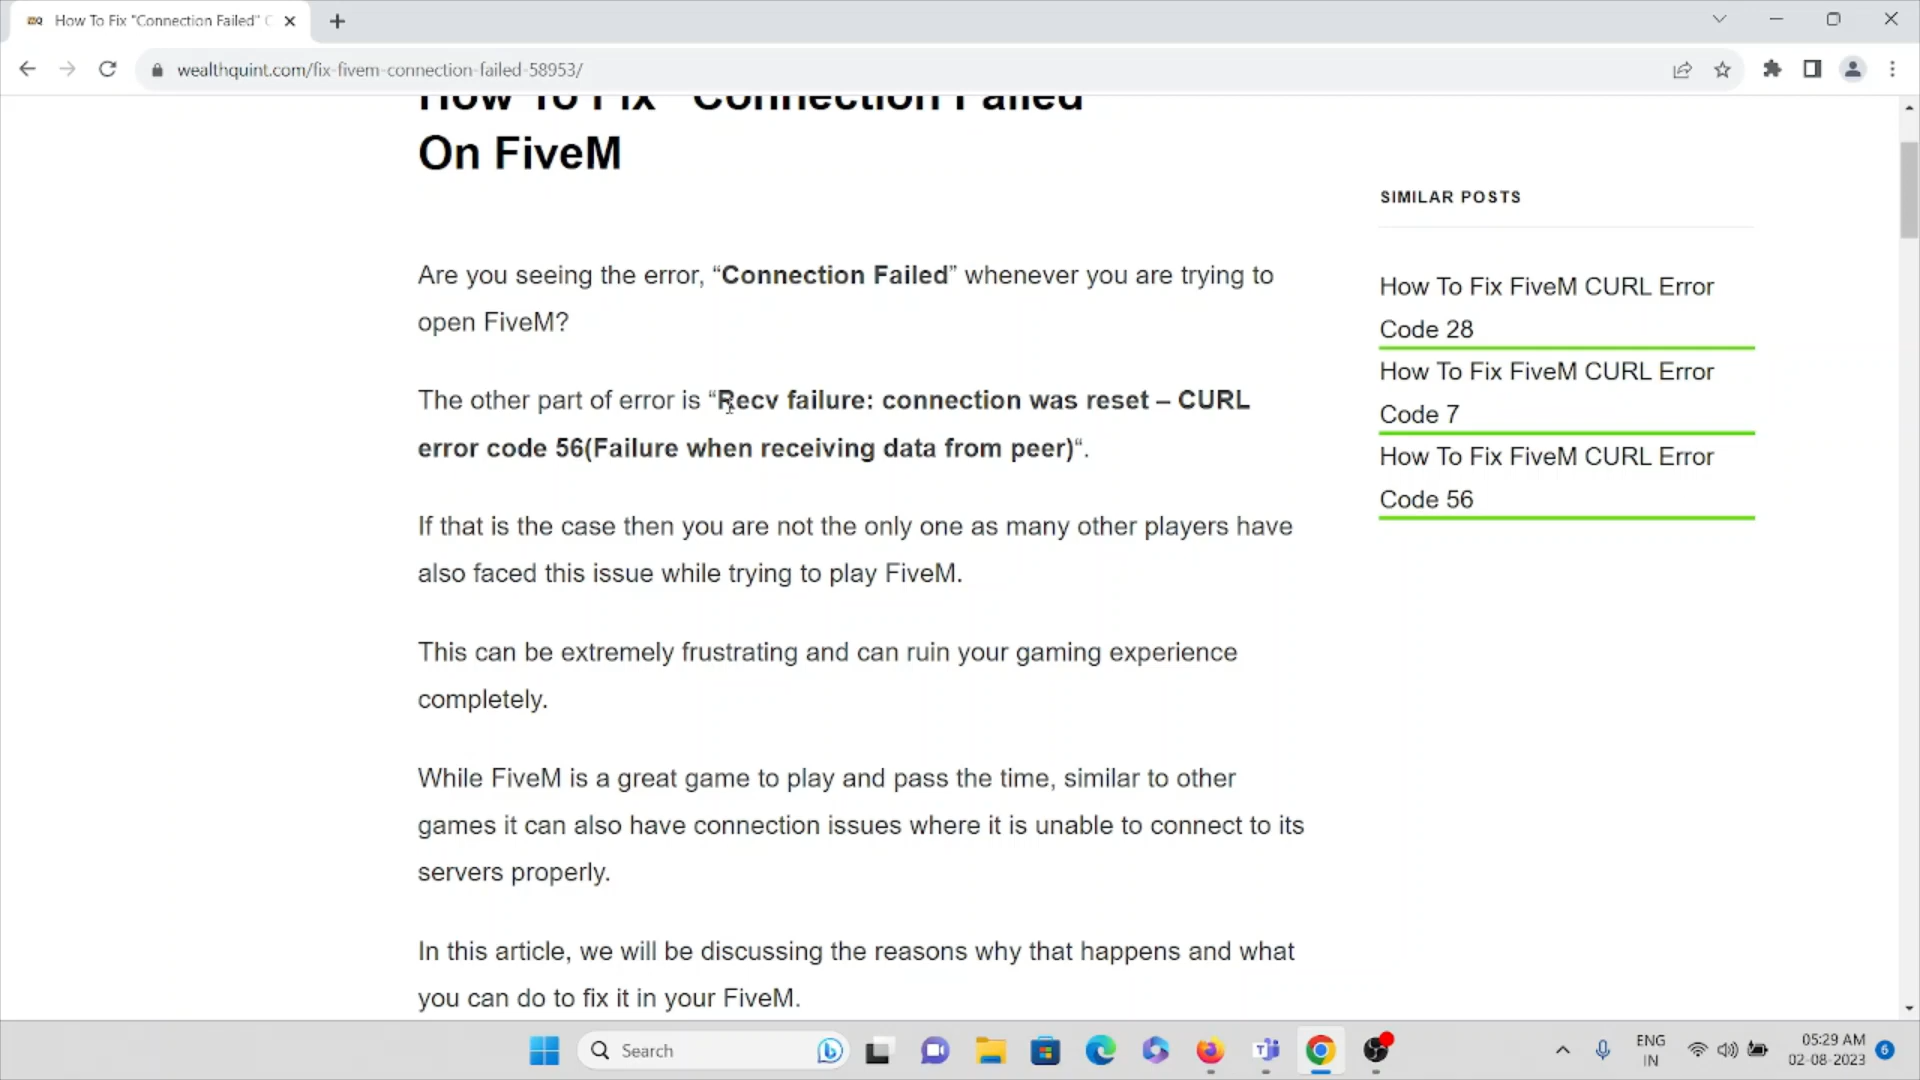 How To Fix "Connection Failed"
wealthquint.com/fix-fivem-connection-failed-58953/
How To Fix "Connection Failed
On FiveM
SIMILAR POSTS
Are you seeing the error, “Connection Failed” whenever you are trying to
open FiveM?
The other part of error is “Recv failure: connection was reset – CURL
error code 56(Failure when receiving data from peer)“.
If that is the case then you are not the only one as many other players have
also faced this issue while trying to play FiveM.
This can be extremely frustrating and can ruin your gaming experience
completely.
While FiveM is a great game to play and pass the time, similar to other
games it can also have connection issues where it is unable to connect to its
servers properly.
In this article, we will be discussing the reasons why that happens and what
you can do to fix it in your FiveM.
How To Fix FiveM CURL Error
Code 28
How To Fix FiveM CURL Error
Code 7
How To Fix FiveM CURL Error
Code 56
Search
ENG
IN
05:29 AM
02-08-2023
6